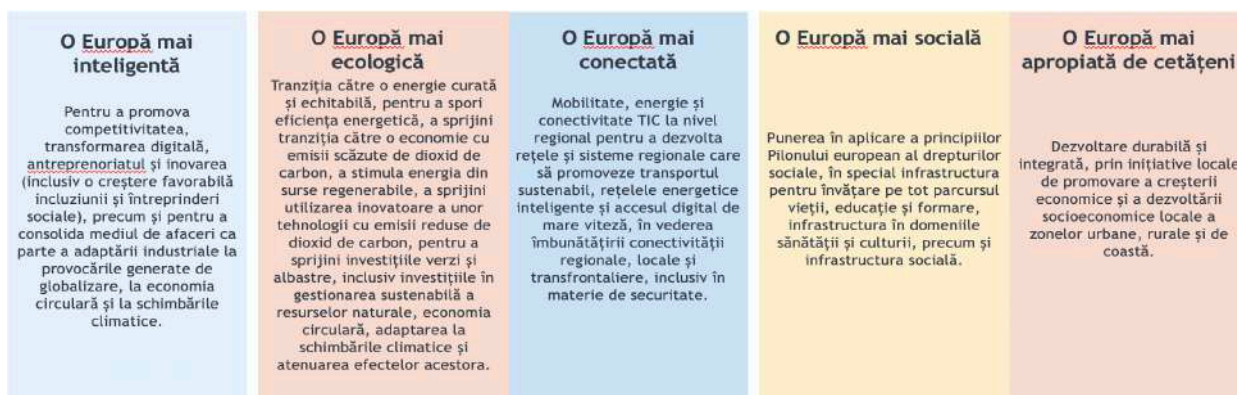 O Europă mai
inteligentă
Pentru a promova
competitivitatea,
transformarea digitală,
antreprenoriatul și inovarea
(inclusiv o creștere favorabilă
incluziunii și întreprinderi
sociale), precum și pentru a
consolida mediul de afaceri ca
parte a adaptării industriale la
provocările generate de
globalizare, la economia
circulară și la schimbările
climatice.
O Europă mai
ecologică
Tranziția către o energie curată
și echitabilă, pentru a spori
eficiența energetică, a sprijini
tranziția către o economie cu
emisii scăzute de dioxid de
carbon, a stimula energia din
surse regenerabile, a sprijini
utilizarea inovatoare a unor
tehnologii cu emisii reduse de
dioxid de carbon, pentru a
sprijini investițiile verzi și
albastre, inclusiv investițiile în
gestionarea sustenabilă a
resurselor naturale, economia
circulară, adaptarea la
schimbările climatice și
atenuarea efectelor acestora.
O Europă mai
conectată
Mobilitate, energie și
conectivitate TIC la nivel
regional pentru a dezvolta
rețele și sisteme regionale care
să promoveze transportul
sustenabil, rețelele energetice
inteligente și accesul digital de
mare viteză, în vederea
îmbunătățirii conectivității
regionale, locale și
transfrontaliere, inclusiv în
materie de securitate.
O Europă mai socială
Punerea în aplicare a principiilor
Pilonului european al drepturilor
sociale, în special infrastructura
pentru învățare pe tot parcursul
vieții, educație și formare,
infrastructura în domeniile
sănătății și culturii, precum și
infrastructura socială.
O Europă mai
apropiată de cetățeni
Dezvoltare durabilă și
integrată, prin inițiative locale
de promovare a creșterii
economice și a dezvoltării
socioeconomice locale a
zonelor urbane, rurale și de
coastă.